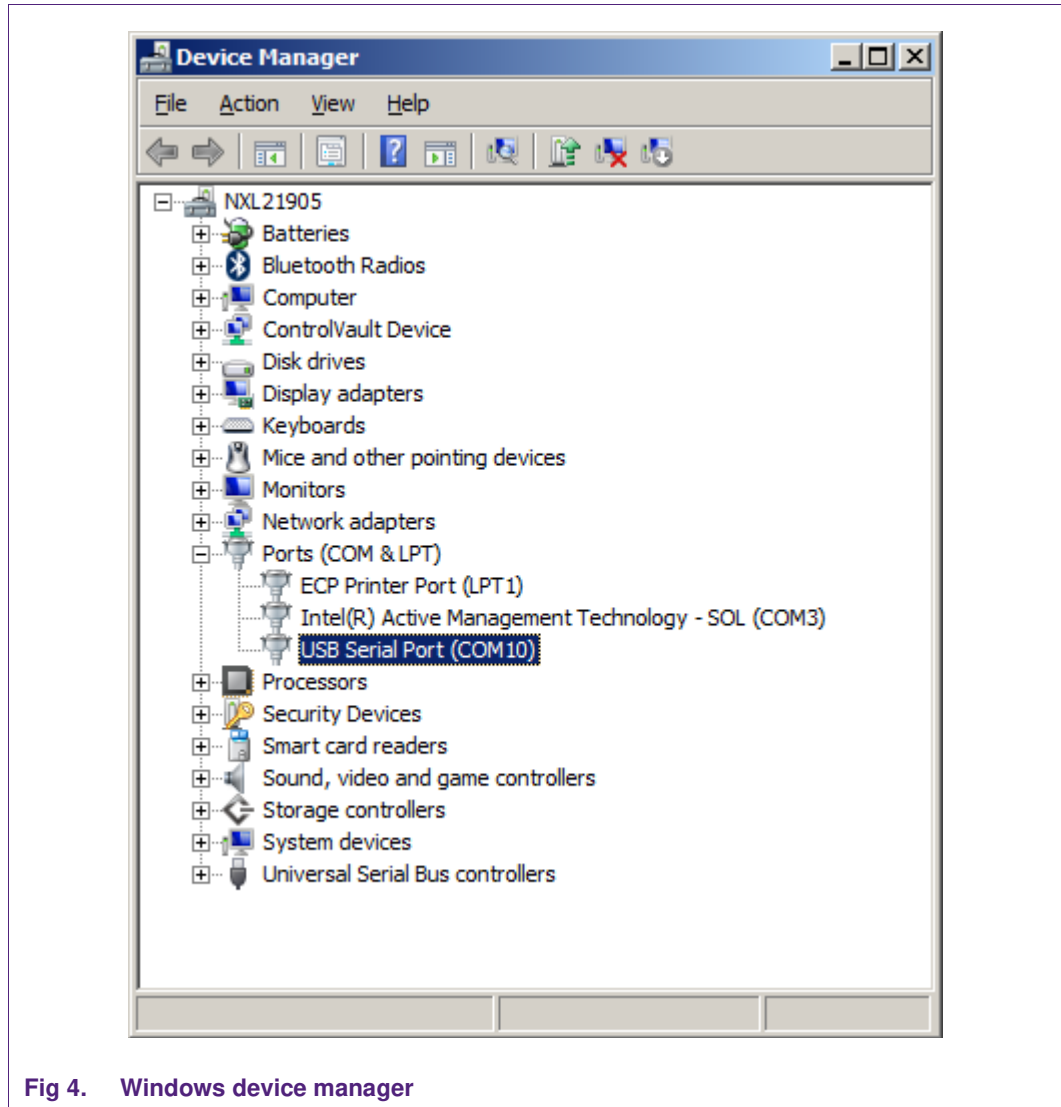 Device Manager
File Action View Help
NXL21905
Batteries
Bluetooth Radios
Computer
ControlVault Device
Disk drives
Display adapters
Keyboards
Mice and other pointing devices
Monitors
Network adapters
Ports (COM & LPT)
ECP Printer Port (LPT1)
Intel(R) Active Management Technology - SOL (COM3)
USB Serial Port (COM10)
Processors
Security Devices
Smart card readers
Sound, video and game controllers
Storage controllers
System devices
Universal Serial Bus controllers
Fig 4. Windows device manager